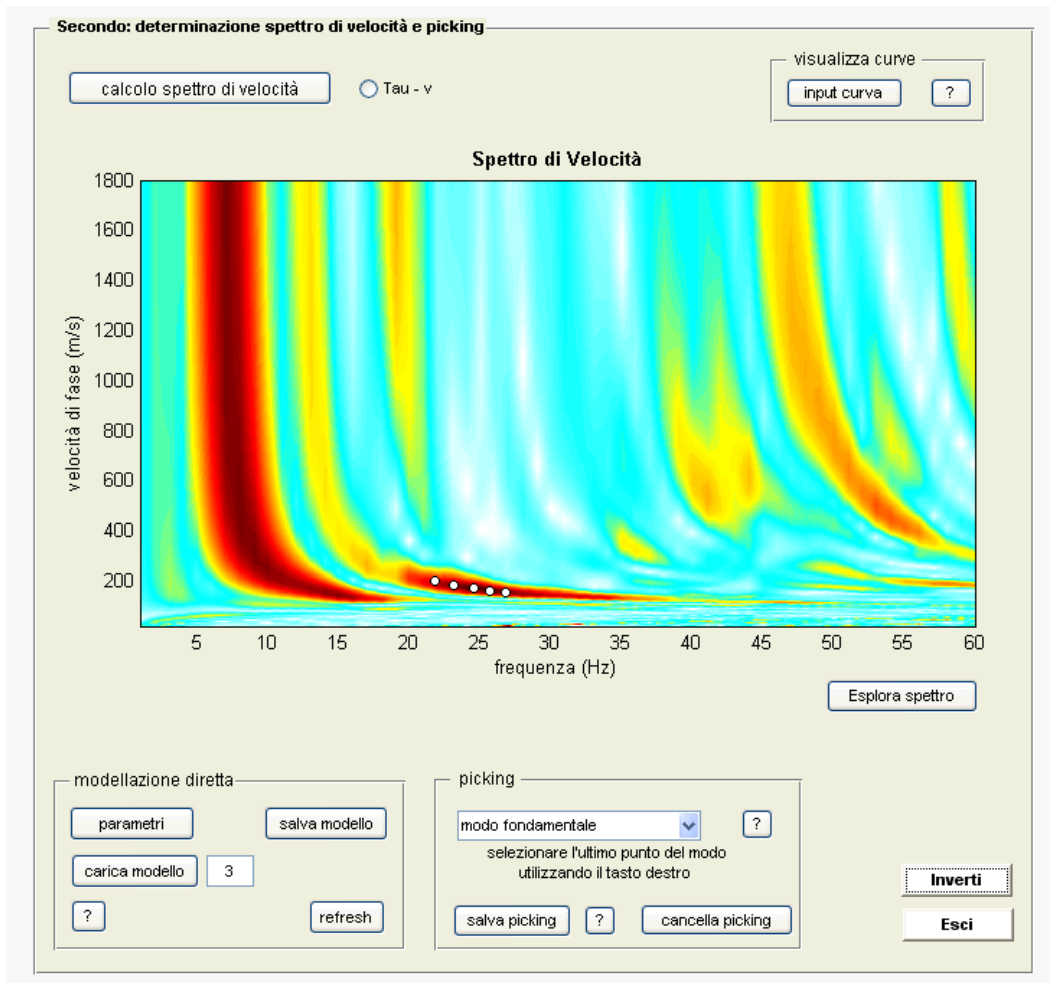 Secondo: determinazione spettro di velocità e picking
visualizza curve
calcolo spettro di velocità
Tau - v
input curva
?
Spettro di Velocità
1800
1600
1400
1200
1000
800
600
400
200
velocità di fase (m/s)
5 10 15 20 25 30 35 40 45 50 55 60
frequenza (Hz)
Esplora spettro
modellazione diretta
parametri
salva modello
carica modello
3
?
refresh
picking
modo fondamentale
?
selezionare l'ultimo punto del modo
utilizzando il tasto destro
salva picking
?
cancella picking
Inverti
Esci